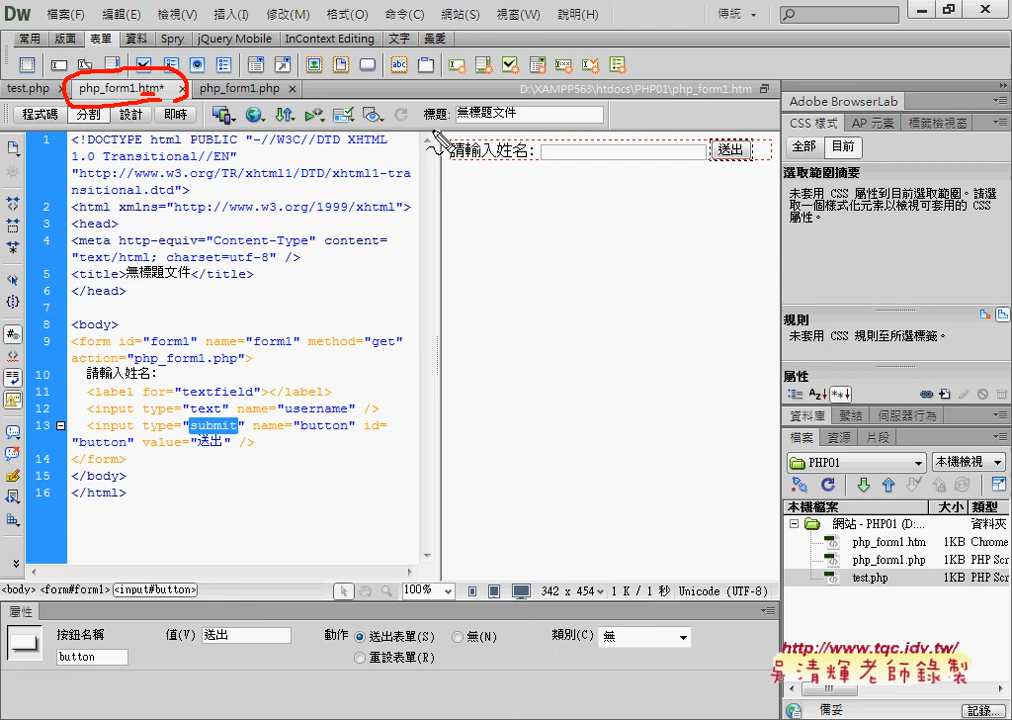 Dw 檔案(F) 編輯(E) 檢視(V) 插入(I) 修改(M) 格式(O) 命令(C) 網站(S) 視窗(W) 說明(H) 傳統
常用 版面 表單 資料 Spry jQuery Mobile InContext Editing 文字 我的最愛
test.php php_form1.htm* php_form1.php D:\XAMPP563\htdocs\PHP01\php_form1.htm
程式碼 分割 設計 即時 標題: 無標題文件
1 <!DOCTYPE html PUBLIC "-//W3C//DTD XHTML
1.0 Transitional//EN"
"http://www.w3.org/TR/xhtml1/DTD/xhtml1-tra
nsitional.dtd">
2 <html xmlns="http://www.w3.org/1999/xhtml">
3 <head>
4 <meta http-equiv="Content-Type" content=
"text/html; charset=utf-8" />
5 <title>無標題文件</title>
6 </head>
7
8 <body>
9 <form id="form1" name="form1" method="get"
action="php_form1.php">
10 請輸入姓名:
11 <label for="textfield"></label>
12 <input type="text" name="username" />
13 <input type="submit" name="button" id=
"button" value="送出" />
14 </form>
15 </body>
16 </html>
請輸入姓名: 送出
Adobe BrowserLab
CSS 樣式 AP 元素 標籤檢視窗
全部 目前
選取範圍摘要
未套用 CSS 屬性到目前選取範圍。請選
取一個樣式化元素以檢視可套用的 CSS
屬性。
規則
未套用 CSS 規則至所選標籤。
屬性
資料庫 繫結 伺服器行為
檔案 資源 片段
PHP01 本機檢視
本機檔案 大小 類型
網站 - PHP01 (D:... 資料夾
php_form1.htm 1KB Chrome
php_form1.php 1KB PHP Scr
test.php 1KB PHP Scr
<body> <form#form1> <input#button> 100% 342 x 454 1 K / 1 秒 Unicode (UTF-8)
屬性
按鈕名稱 值(V) 送出 動作 送出表單(S) 無(N) 類別(C) 無
button 重設表單(R)
http://www.tqc.idv.tw/
吳清輝老師錄製
備妥 記錄...